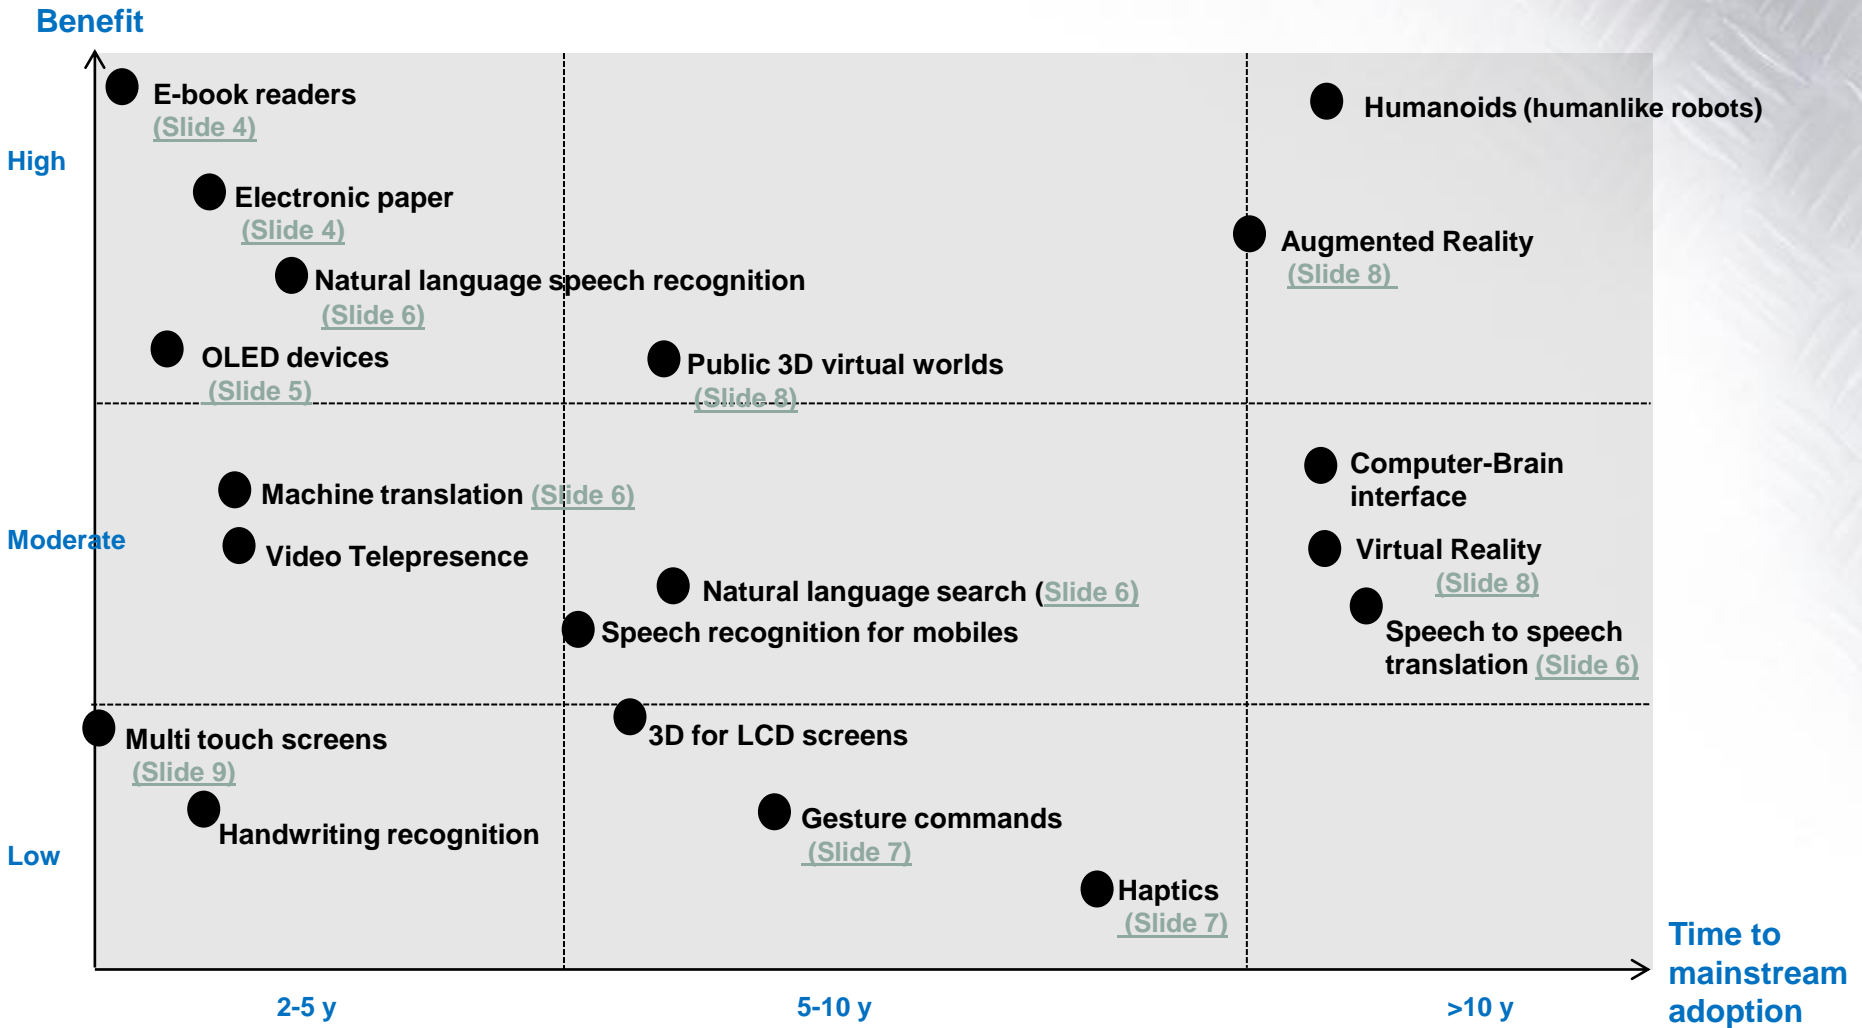 Benefit
E-book readers
(Slide 4)
Humanoids (humanlike robots)
High
Electronic paper
(Slide 4)
Augmented Reality
(Slide 8)
Natural language speech recognition
(Slide 6)
OLED devices
(Slide 5)
Public 3D virtual worlds
(Slide 8)
Computer-Brain
interface
Machine translation (Slide 6)
Moderate
Video Telepresence
Virtual Reality
(Slide 8)
Natural language search (Slide 6)
Speech recognition for mobiles
Speech to speech
translation (Slide 6)
Multi touch screens
(Slide 9)
3D for LCD screens
Handwriting recognition
Gesture commands
(Slide 7)
Low
Haptics
(Slide 7)
Time to
mainstream
adoption
2-5 y
5-10 y
>10 y